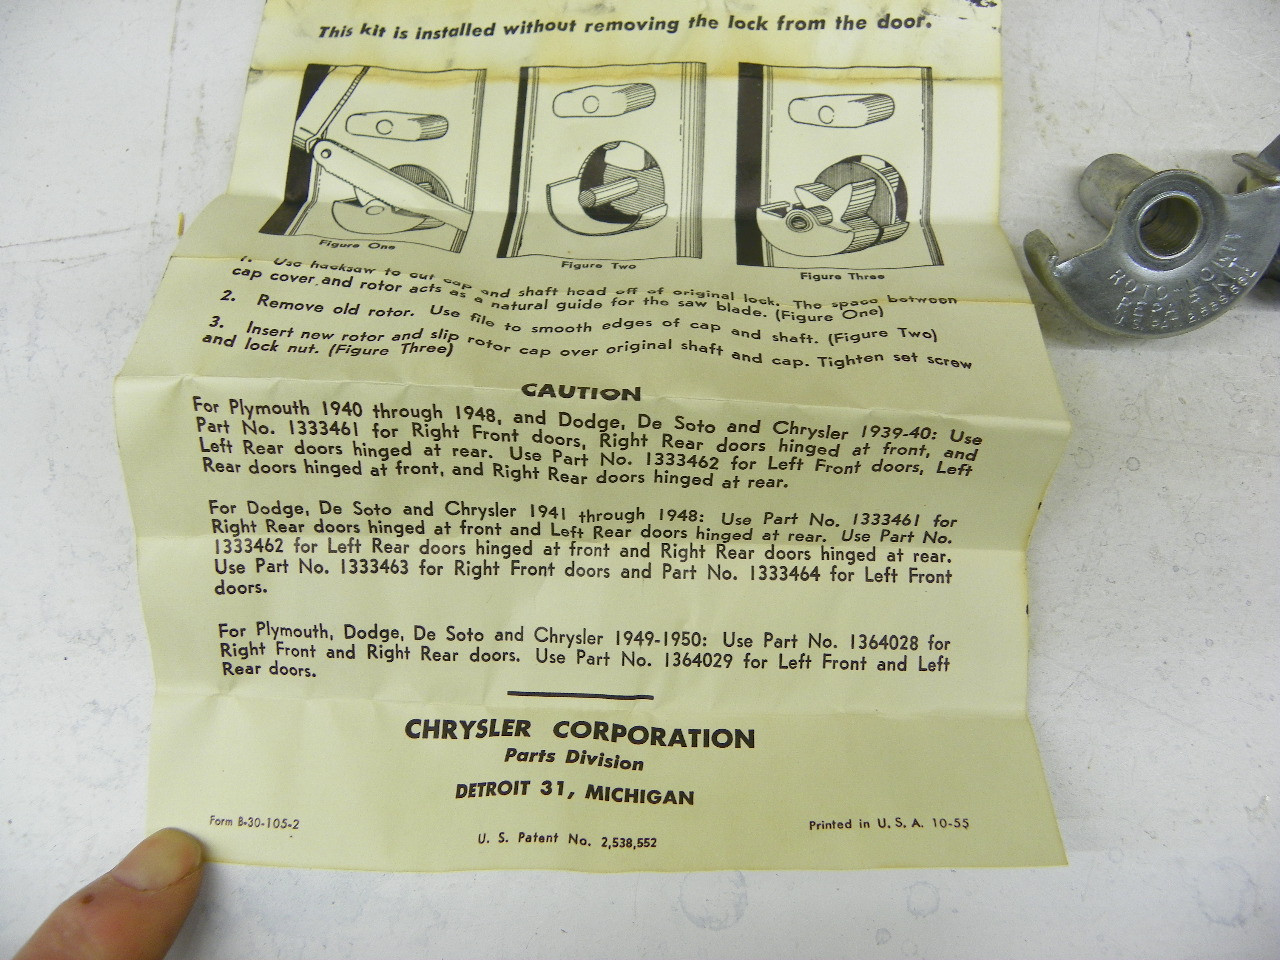 This kit is installed without removing the lock from the door.
Figure One
Figure Two
Figure Three
1. Use hacksaw to cut cap and shaft head off of original lock. The space between
cap cover and rotor acts as a natural guide for the saw blade. (Figure One)
2. Remove old rotor. Use file to smooth edges of cap and shaft. (Figure Two)
3. Insert new rotor and slip rotor cap over original shaft and cap. Tighten set screw
and lock nut. (Figure Three)
CAUTION
For Plymouth 1940 through 1948, and Dodge, De Soto and Chrysler 1939-40: Use
Part No. 1333461 for Right Front doors, Right Rear doors hinged at front, and
Left Rear doors hinged at rear. Use Part No. 1333462 for Left Front doors, Left
Rear doors hinged at front, and Right Rear doors hinged at rear.
For Dodge, De Soto and Chrysler 1941 through 1948: Use Part No. 1333461 for
Right Rear doors hinged at front and Left Rear doors hinged at rear. Use Part No.
1333462 for Left Rear doors hinged at front and Right Rear doors hinged at rear.
Use Part No. 1333463 for Right Front doors and Part No. 1333464 for Left Front
doors.
For Plymouth, Dodge, De Soto and Chrysler 1949-1950: Use Part No. 1364028 for
Right Front and Right Rear doors. Use Part No. 1364029 for Left Front and Left
Rear doors.
CHRYSLER CORPORATION
Parts Division
DETROIT 31, MICHIGAN
Form B-30-105-2
U. S. Patent No. 2,538,552
Printed in U. S. A. 10-55
ROTO-
U.S. PAT.